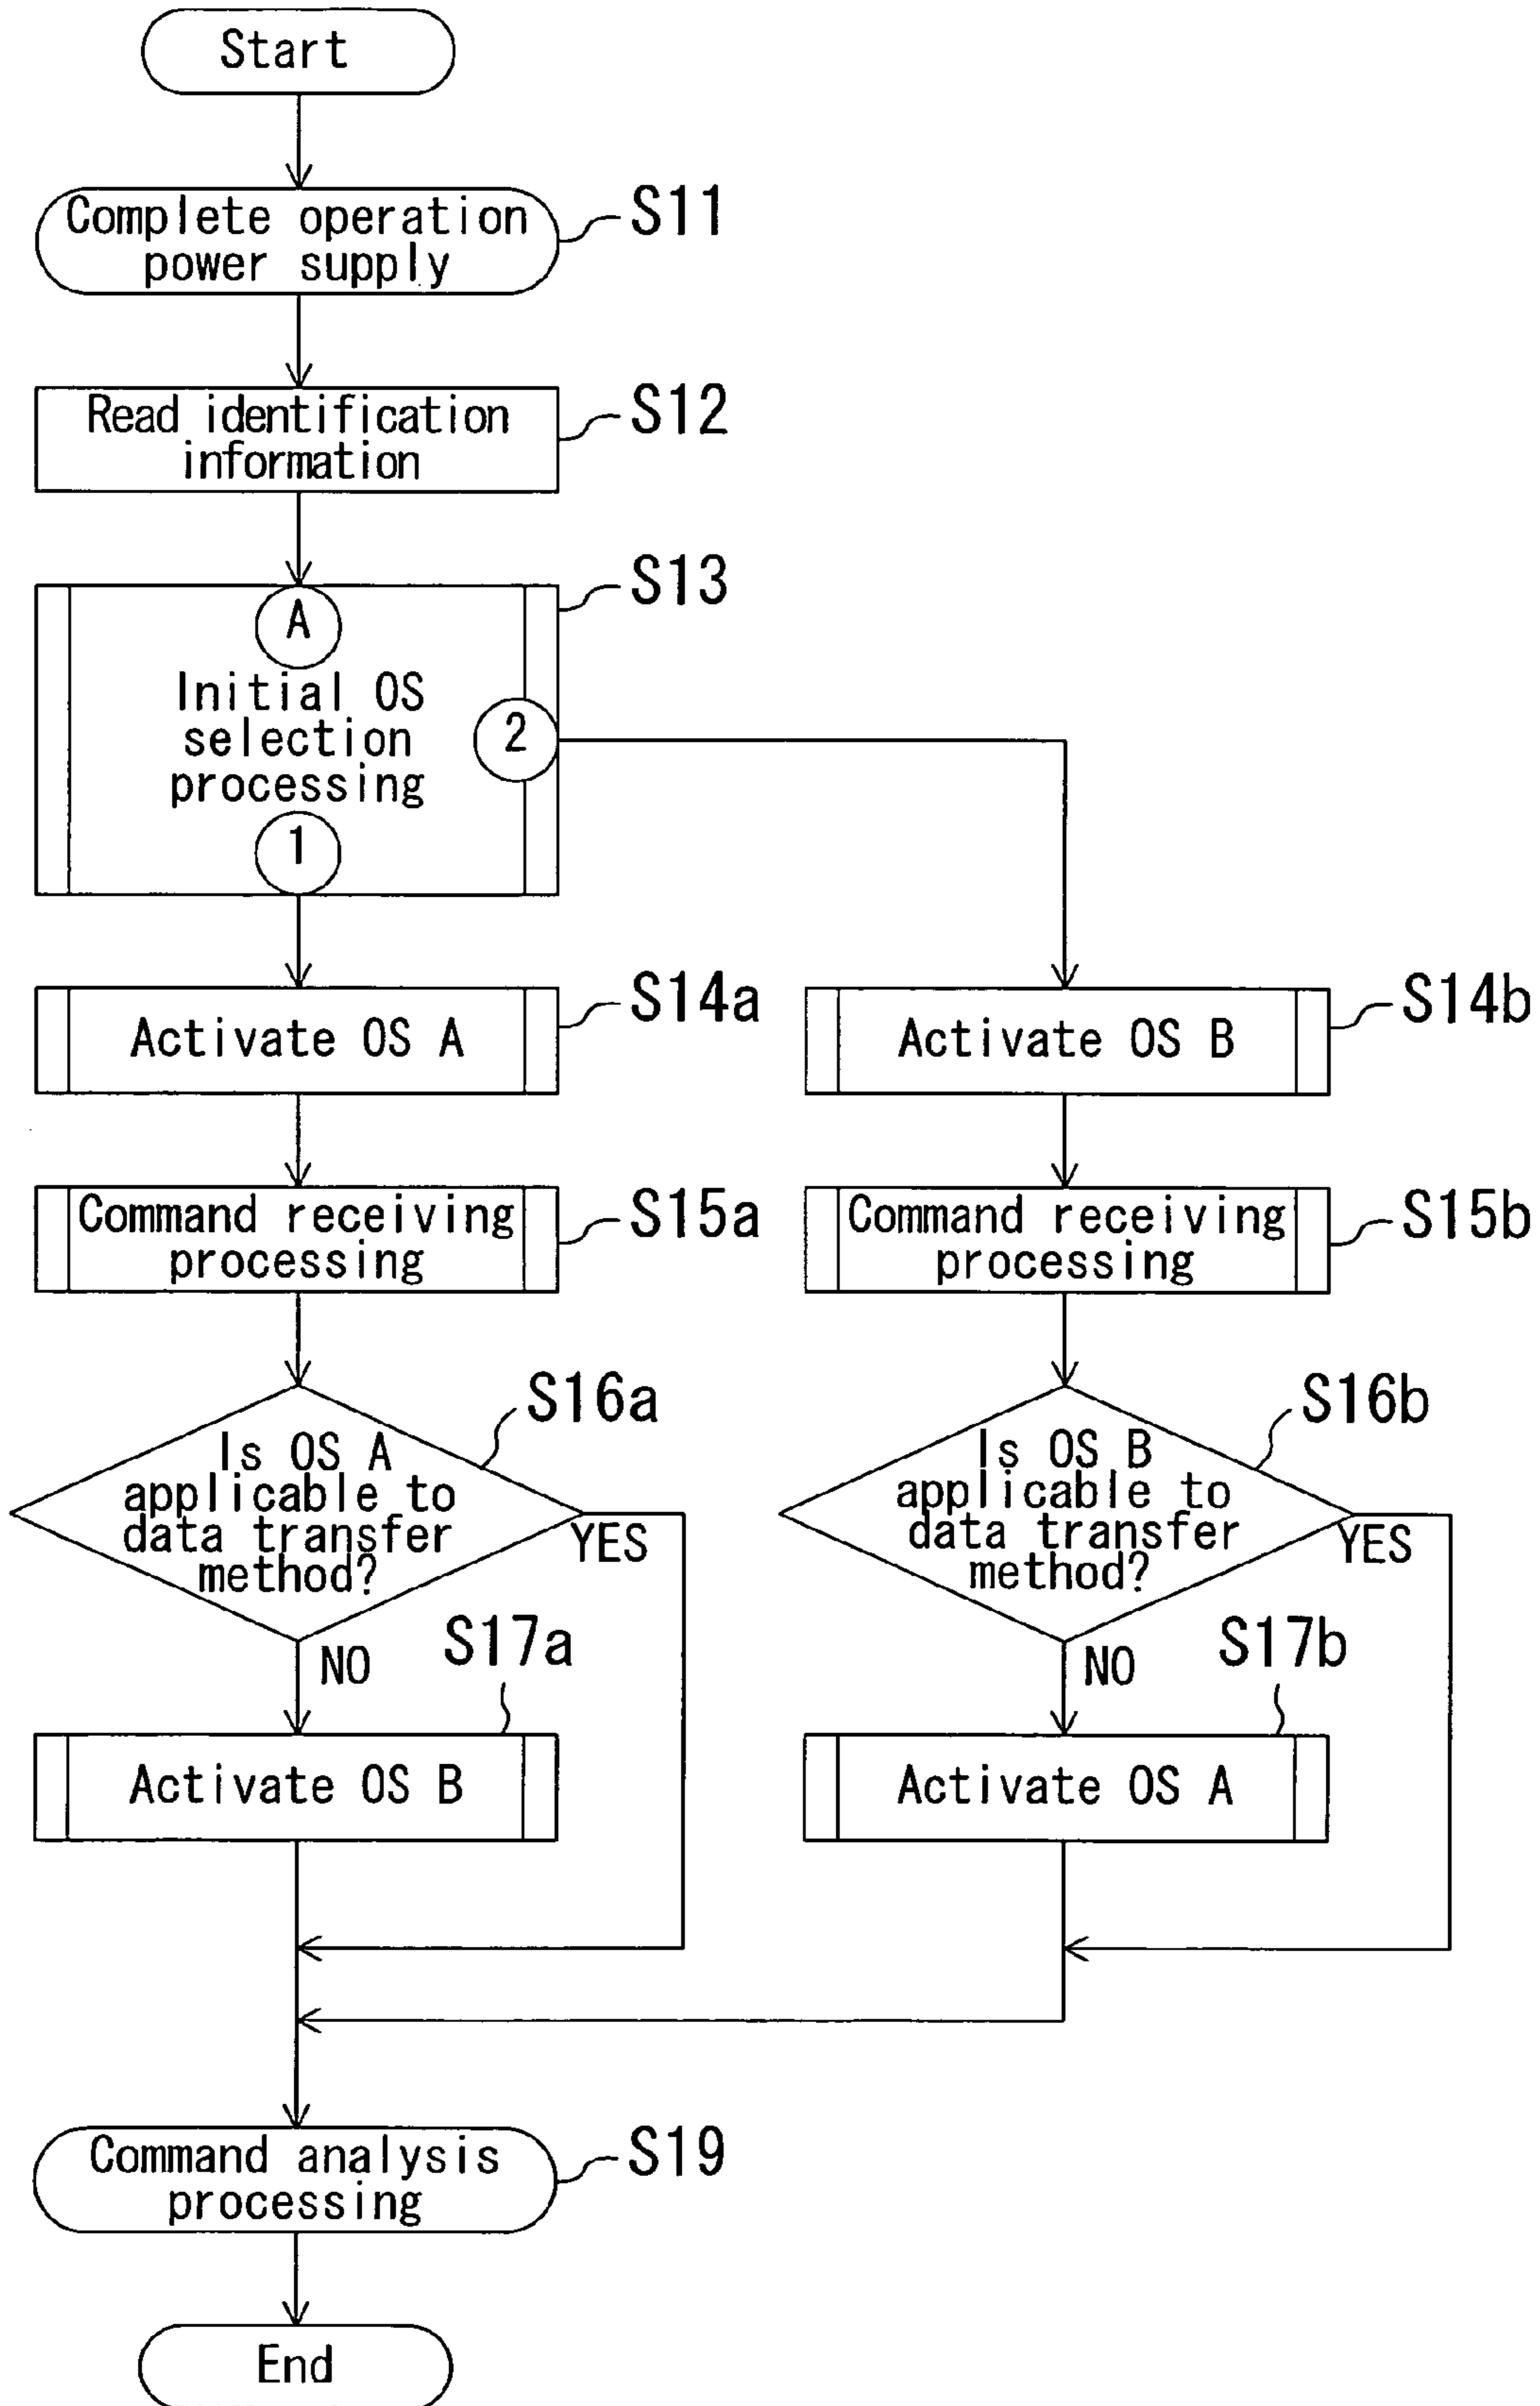 Start
Complete operation
power supply
S11
Read identification
information
S12
S13
A
Initial OS
selection
processing
2
1
Activate OS A
S14a
Activate OS B
S14b
Command receiving
processing
S15a
Command receiving
processing
S15b
S16a
Is OS A
applicable to
data transfer
method?
YES
NO
S16b
Is OS B
applicable to
data transfer
method?
YES
NO
S17a
Activate OS B
S17b
Activate OS A
Command analysis
processing
S19
End